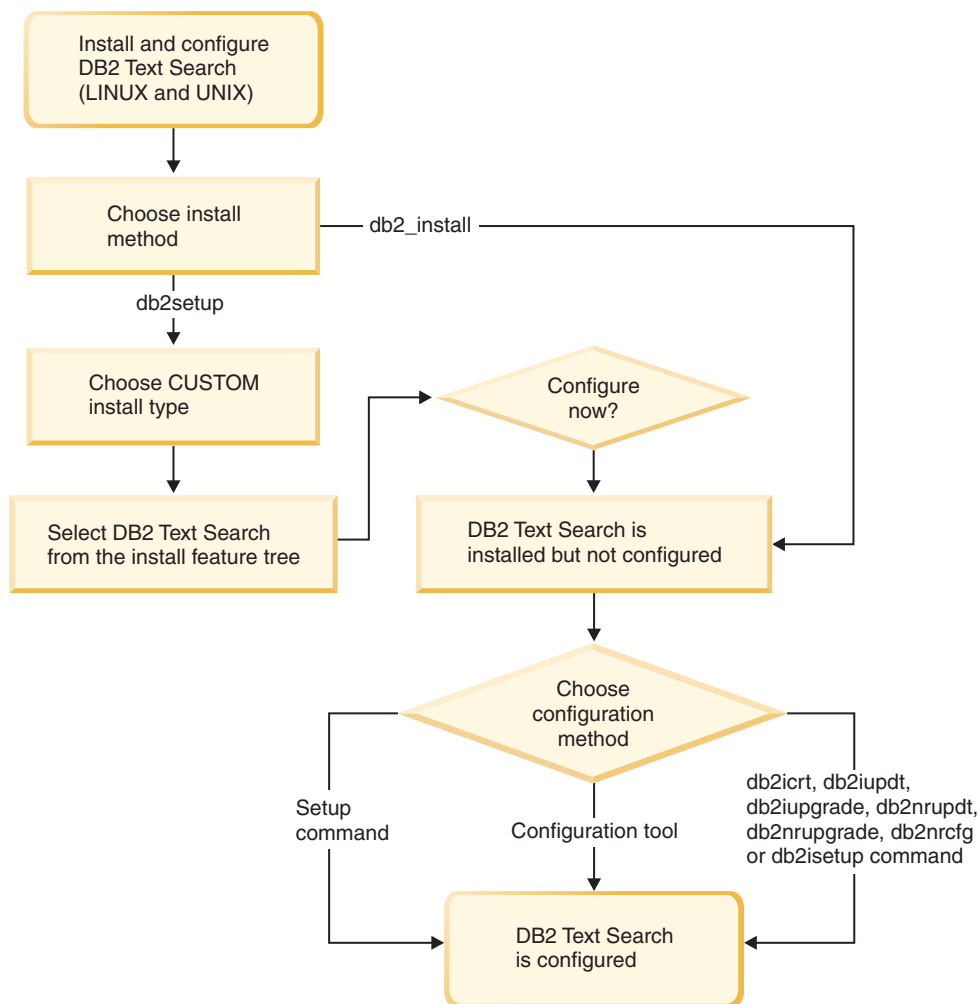 Install and configure
DB2 Text Search
(LINUX and UNIX)
Choose install
method
db2_install
db2setup
Choose CUSTOM
install type
Configure
now?
Select DB2 Text Search
from the install feature tree
DB2 Text Search is
installed but not configured
Choose
configuration
method
Setup
command
Configuration tool
db2icrt, db2iupdt,
db2iupgrade, db2nrupdt,
db2nrupgrade, db2nrcfg
or db2isetup command
DB2 Text Search
is configured